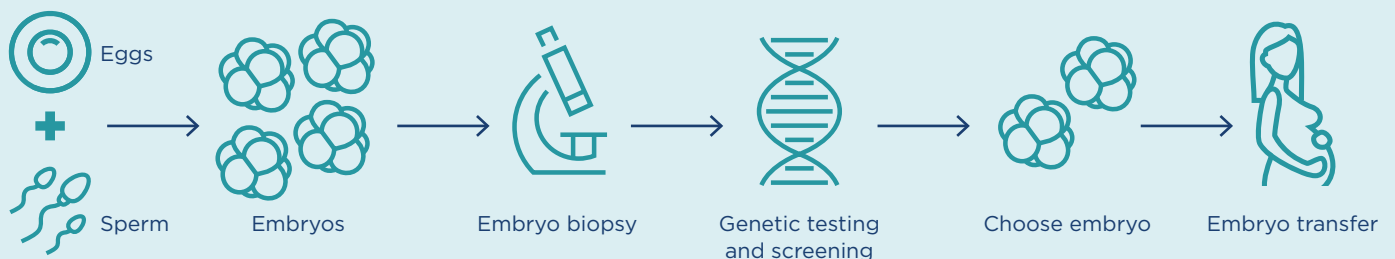 Eggs
Sperm
Embryos
Embryo biopsy
Genetic testing
and screening
Choose embryo
Embryo transfer